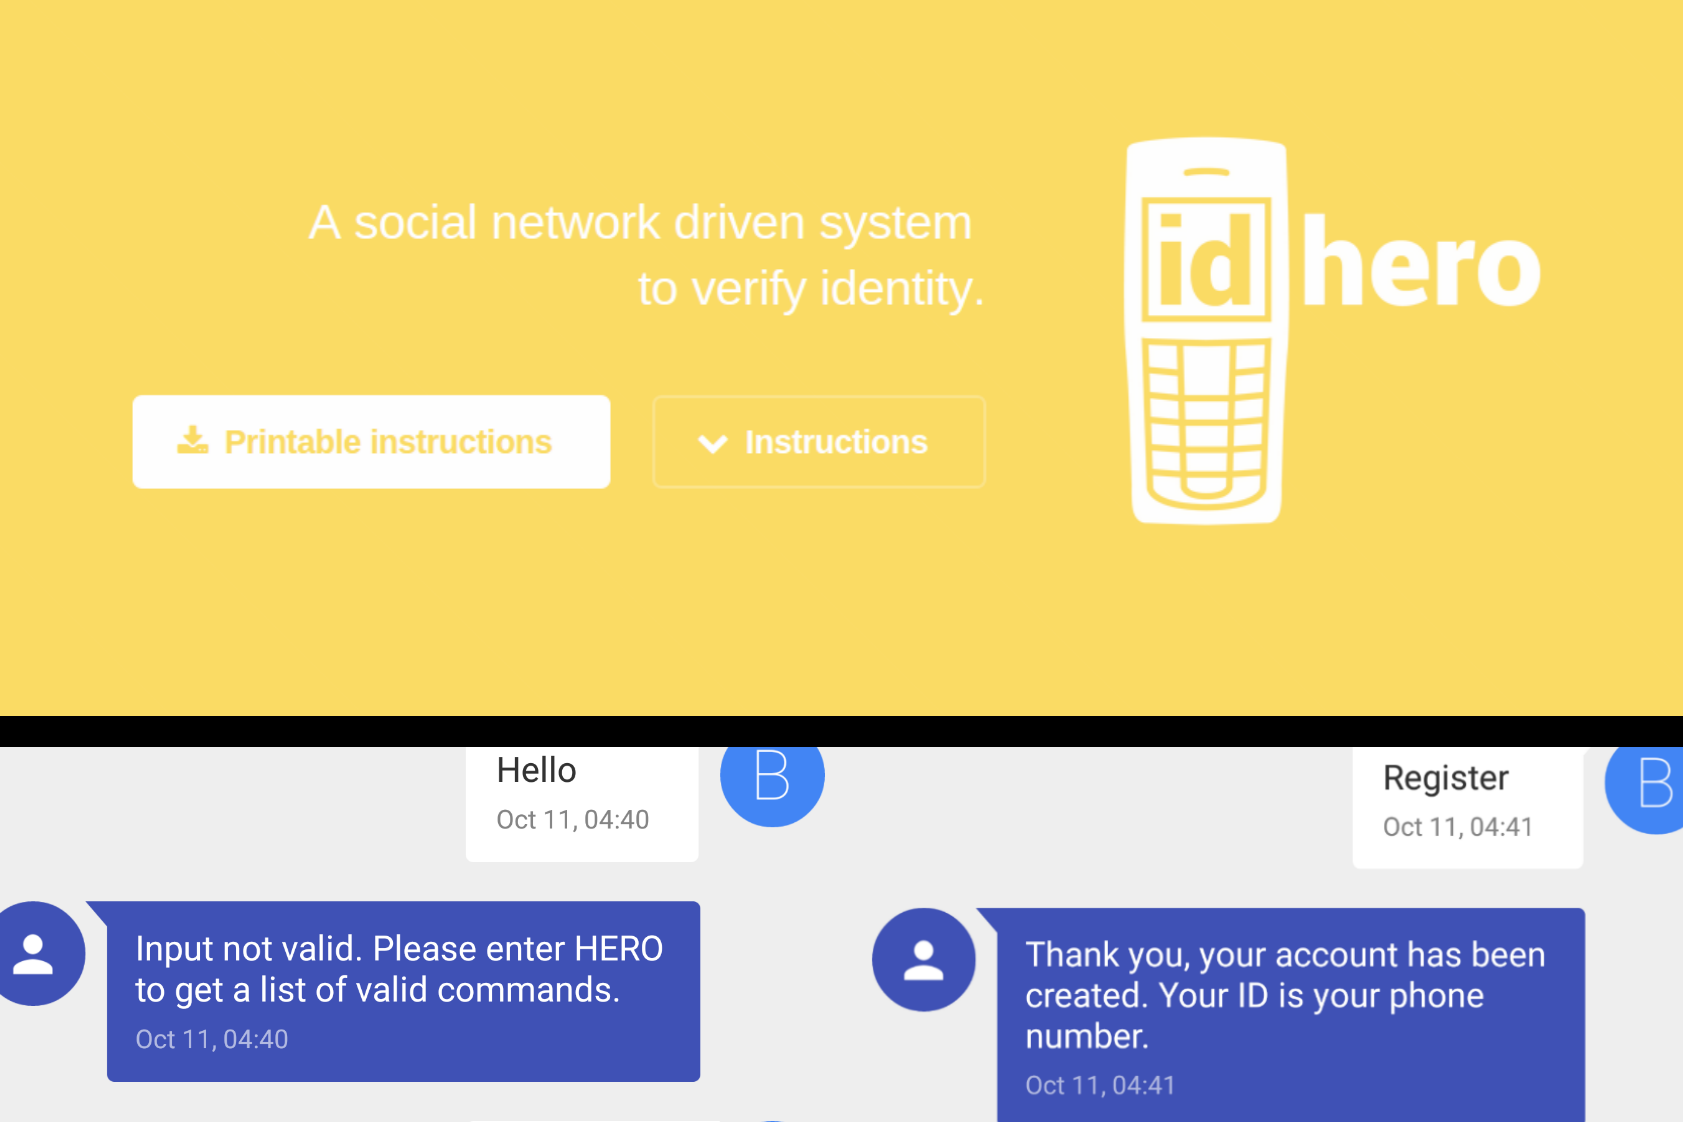 A social network driven system
to verify identity.
Printable instructions
Instructions
id hero
Hello
Oct 11, 04:40
B
Input not valid. Please enter HERO
to get a list of valid commands.
Oct 11, 04:40
Register
Oct 11, 04:41
B
Thank you, your account has been
created. Your ID is your phone
number.
Oct 11, 04:41